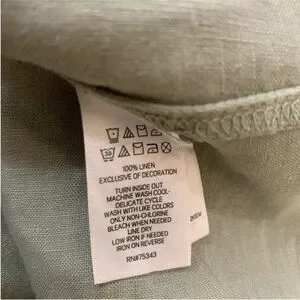 30
100% LINEN
EXCLUSIVE OF DECORATION
TURN INSIDE OUT
MACHINE WASH COOL-
DELICATE CYCLE
WASH WITH LIKE COLORS
ONLY NON-CHLORINE
BLEACH WHEN NEEDED
LINE DRY
LOW IRON IF NEEDED
IRON ON REVERSE
RN#75343